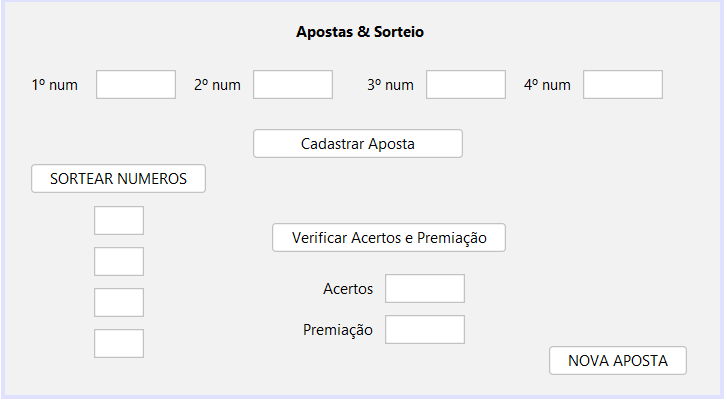 Apostas & Sorteio
1º num 2º num 3º num 4º num
Cadastrar Aposta
SORTEAR NUMEROS
Verificar Acertos e Premiação
Acertos
Premiação
NOVA APOSTA